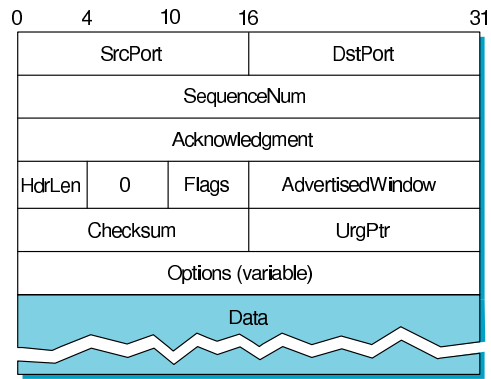 0 4 10 16 31
SrcPort DstPort
SequenceNum
Acknowledgment
HdrLen 0 Flags AdvertisedWindow
Checksum UrgPtr
Options (variable)
Data